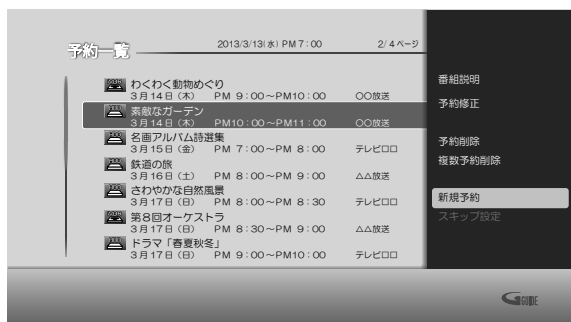 予約一覧
2013/3/13(水) PM 7:00
2/4ページ
わくわく動物めぐり
3月14日(木) PM 9:00～PM10:00 〇〇放送
素敵なガーデン
3月14日(木) PM10:00～PM11:00 〇〇放送
名画アルバム詩選集
3月15日(金) PM 7:00～PM 8:00 テレビ□□
鉄道の旅
3月16日(土) PM 8:00～PM 9:00 △△放送
さわやかな自然風景
3月17日(日) PM 8:00～PM 8:30 テレビ□□
第8回オーケストラ
3月17日(日) PM 8:30～PM 9:00 △△放送
ドラマ「春夏秋冬」
3月17日(日) PM 9:00～PM10:00 テレビ□□
番組説明
予約修正
予約削除
複数予約削除
新規予約
スキップ設定
G GUIDE